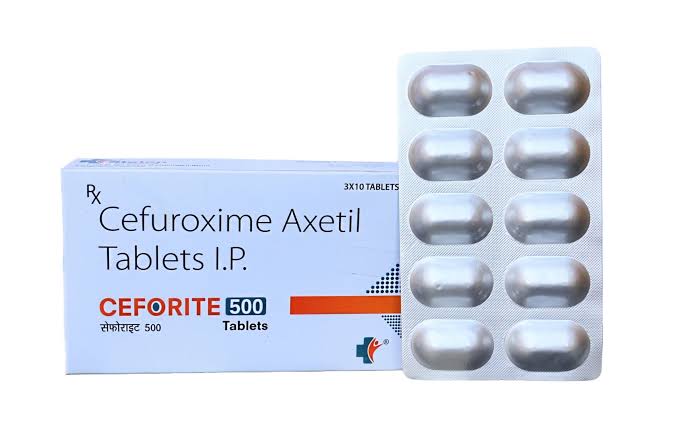 3X10 TABLETS
Rx
Cefuroxime Axetil
Tablets I.P.
CEFORITE 500
सेफोराइट 500 Tablets
®